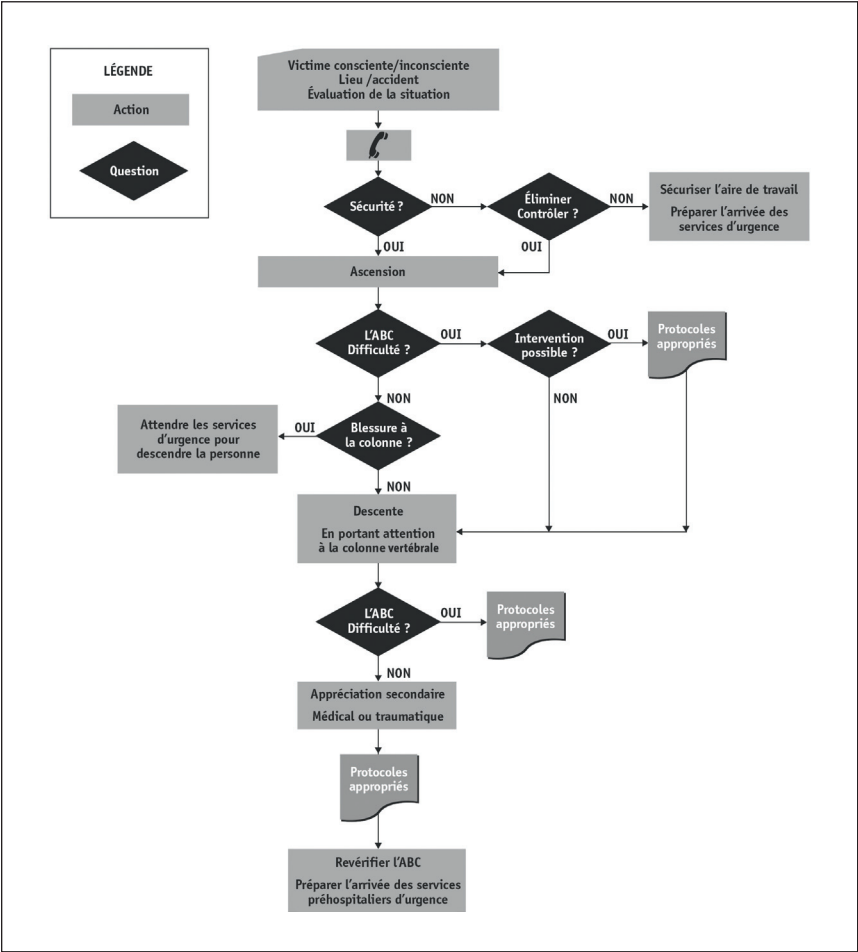 LÉGENDE
Action
Question
Victime consciente/inconsciente
Lieu /accident
Évaluation de la situation
Sécurité ?
NON
Éliminer
Contrôler ?
NON
Sécuriser l'aire de travail
Préparer l'arrivée des
services d'urgence
OUI
OUI
Ascension
L'ABC
Difficulté ?
OUI
Intervention
possible ?
OUI
Protocoles
appropriés
NON
NON
Attendre les services
d'urgence pour
descendre la personne
OUI
Blessure à
la colonne ?
NON
Descente
En portant attention
à la colonne vertébrale
L'ABC
Difficulté ?
OUI
Protocoles
appropriés
NON
Appréciation secondaire
Médical ou traumatique
Protocoles
appropriés
Revérifier l'ABC
Préparer l'arrivée des services
préhospitaliers d'urgence